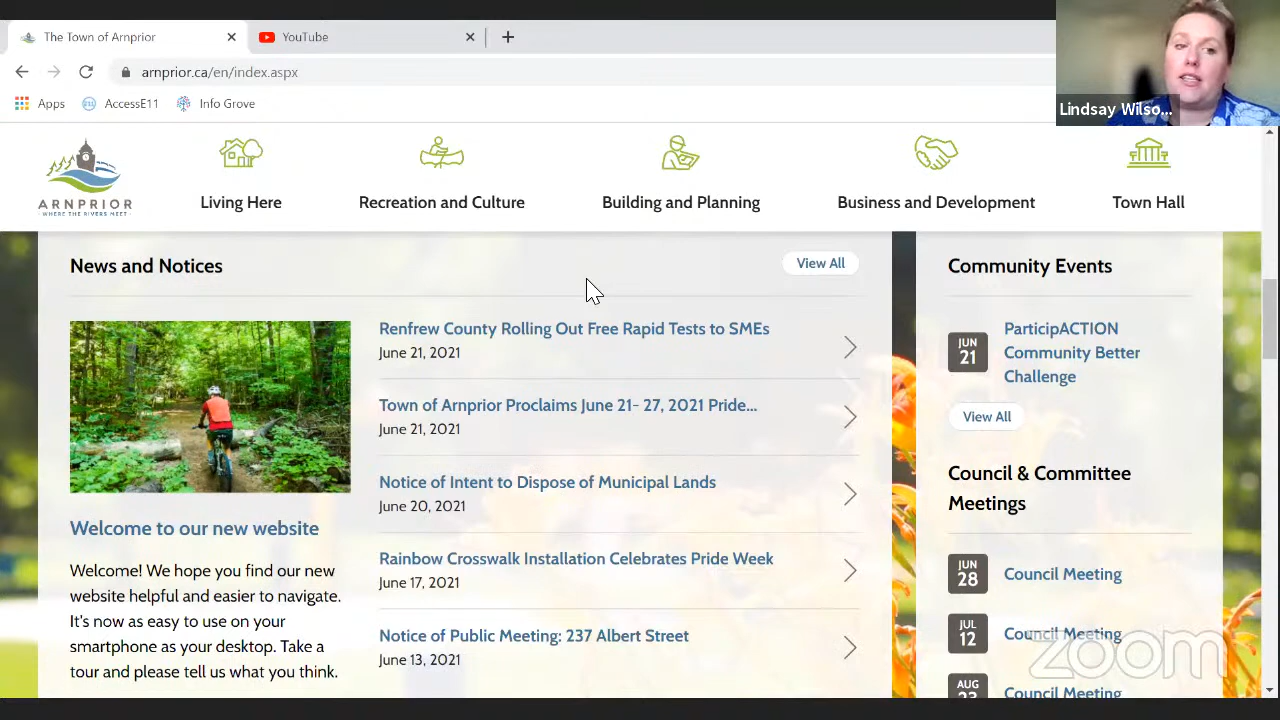 The Town of Arnprior
YouTube
arnprior.ca/en/index.aspx
Apps
AccessE11
Info Grove
Lindsay Wilso...
ARNPRIOR
WHERE THE RIVERS MEET
Living Here
Recreation and Culture
Building and Planning
Business and Development
Town Hall
News and Notices
View All
Welcome to our new website
Welcome! We hope you find our new
website helpful and easier to navigate.
It's now as easy to use on your
smartphone as your desktop. Take a
tour and please tell us what you think.
Renfrew County Rolling Out Free Rapid Tests to SMEs
June 21, 2021
Town of Arnprior Proclaims June 21- 27, 2021 Pride...
June 21, 2021
Notice of Intent to Dispose of Municipal Lands
June 20, 2021
Rainbow Crosswalk Installation Celebrates Pride Week
June 17, 2021
Notice of Public Meeting: 237 Albert Street
June 13, 2021
Community Events
JUN
21
ParticipACTION
Community Better
Challenge
View All
Council & Committee
Meetings
JUN
28
Council Meeting
JUL
12
Council Meeting
AUG
23
Council Meeting
zoom